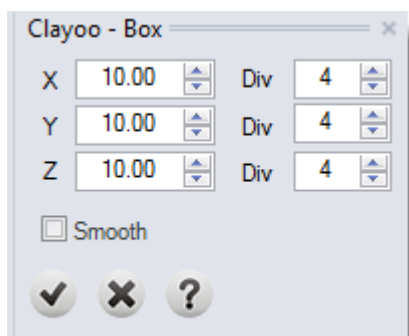 Clayoo - Box
X 10.00 Div 4
Y 10.00 Div 4
Z 10.00 Div 4
Smooth
?